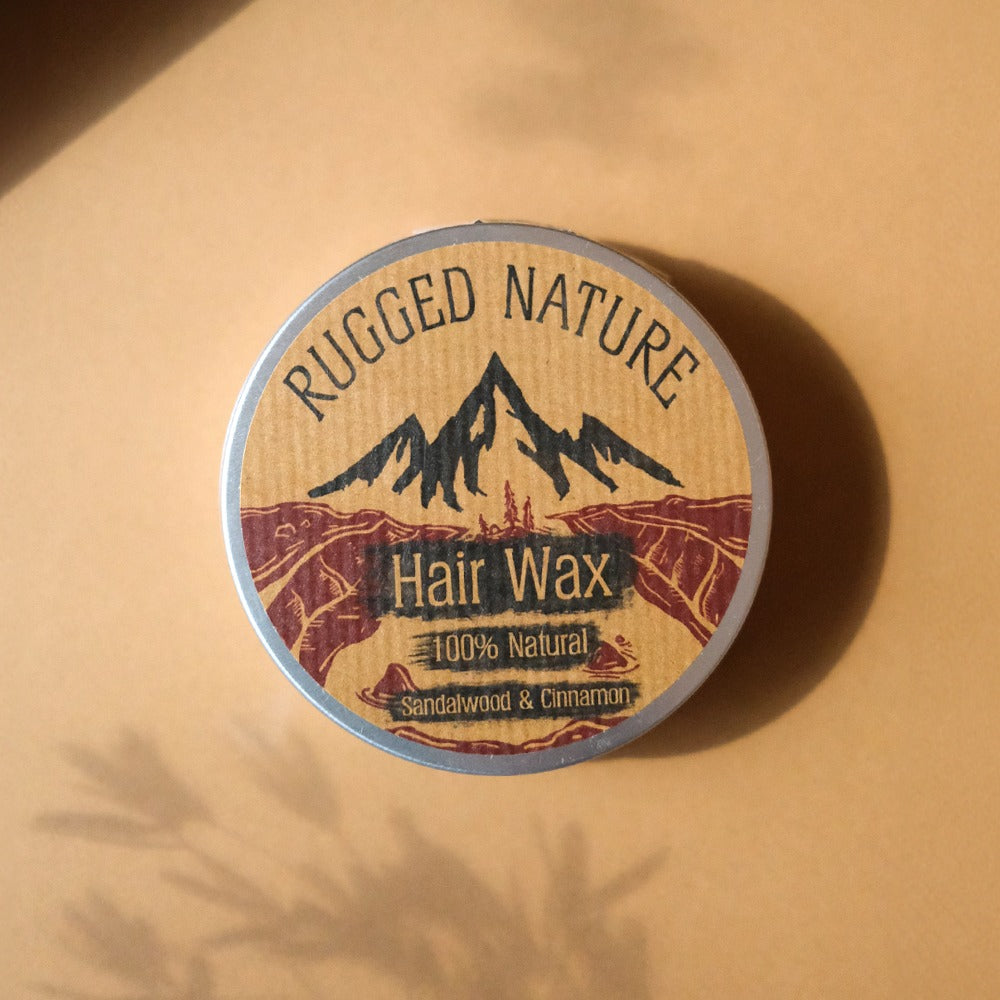 RUGGED NATURE
Hair Wax
100% Natural
Sandalwood & Cinnamon